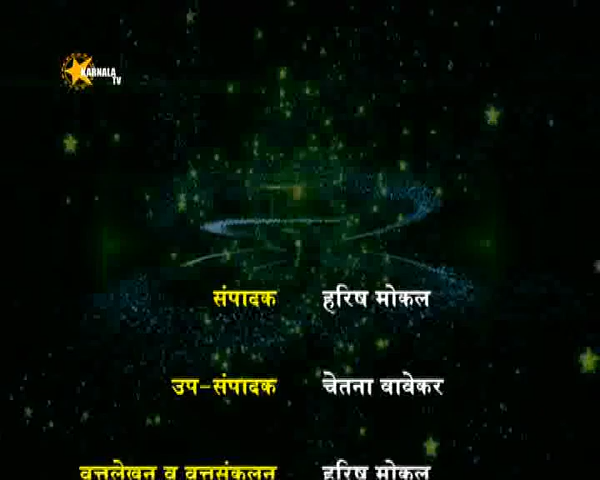 KARNALA
TV
संपादक हरिष मोकल
उप-संपादक चेतना वावेकर
वृत्तलेखन व वृत्तसंकलन हरिष मोकल